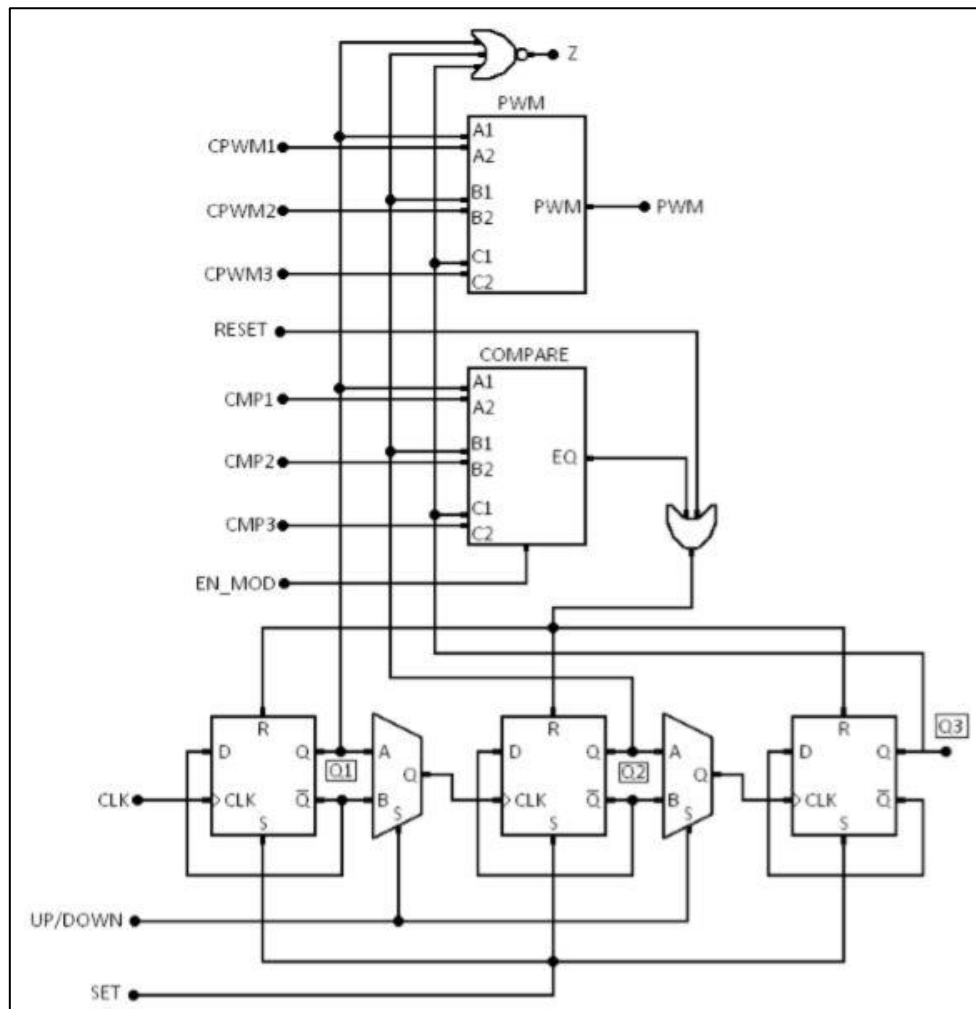 Z
PWM
A1
CPWM1
A2
B1
CPWM2
B2
PWM
PWM
C1
CPWM3
C2
RESET
COMPARE
A1
CMP1
A2
B1
CMP2
B2
EQ
C1
CMP3
C2
EN_MOD
R
R
R
D
Q
A
D
Q
A
D
Q
Q3
Q1
Q
Q2
Q
CLK
CLK
Q̅
B
CLK
Q̅
B
CLK
Q̅
S
S
S
S
S
UP/DOWN
SET